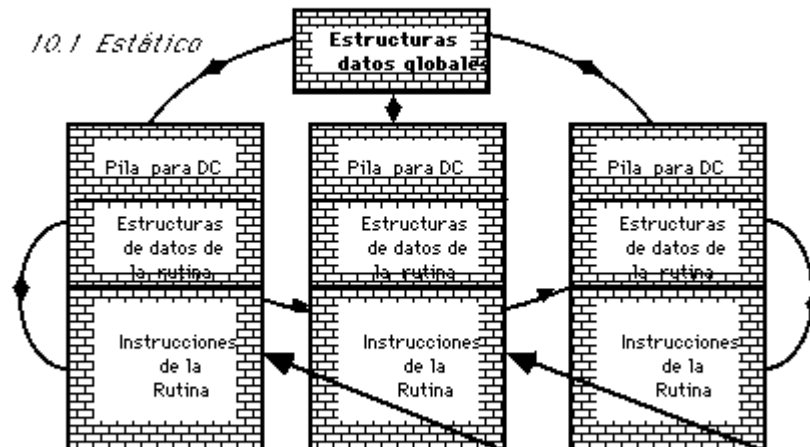 10.1 Estático
Estructuras
datos globales
Pila para DC
Estructuras
de datos de
la rutina
Instrucciones
de la
Rutina
Pila para DC
Estructuras
de datos de
la rutina
Instrucciones
de la
Rutina
Pila para DC
Estructuras
de datos de
la rutina
Instrucciones
de la
Rutina